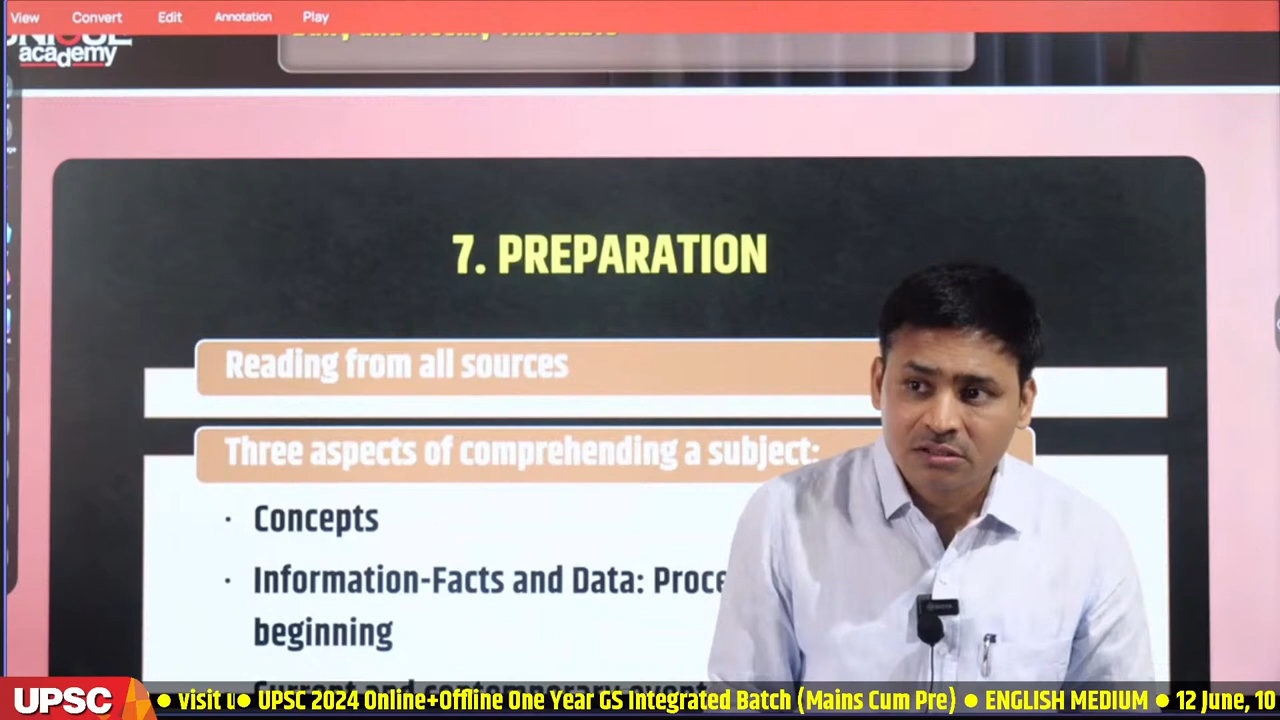 View Convert Edit Annotation Play
academy
7. PREPARATION
Reading from all sources
Three aspects of comprehending a subject:
· Concepts
· Information-Facts and Data:
beginning
UPSC ● visit ● UPSC 2024 Online+Offline One Year GS Integrated Batch (Mains Cum Pre) ● ENGLISH MEDIUM ● 12 June, 10